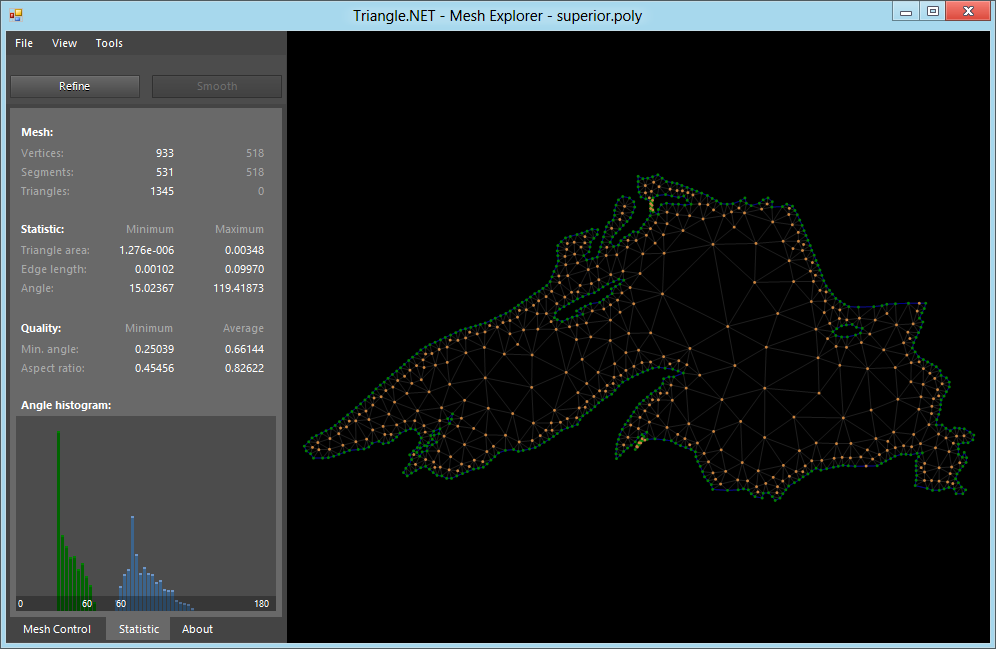 Triangle.NET - Mesh Explorer - superior.poly
File View Tools
Refine Smooth
Mesh:
Vertices: 933 518
Segments: 531 518
Triangles: 1345 0
Statistic: Minimum Maximum
Triangle area: 1.276e-006 0.00348
Edge length: 0.00102 0.09970
Angle: 15.02367 119.41873
Quality: Minimum Average
Min. angle: 0.25039 0.66144
Aspect ratio: 0.45456 0.82622
Angle histogram:
0 60 60 180
Mesh Control Statistic About